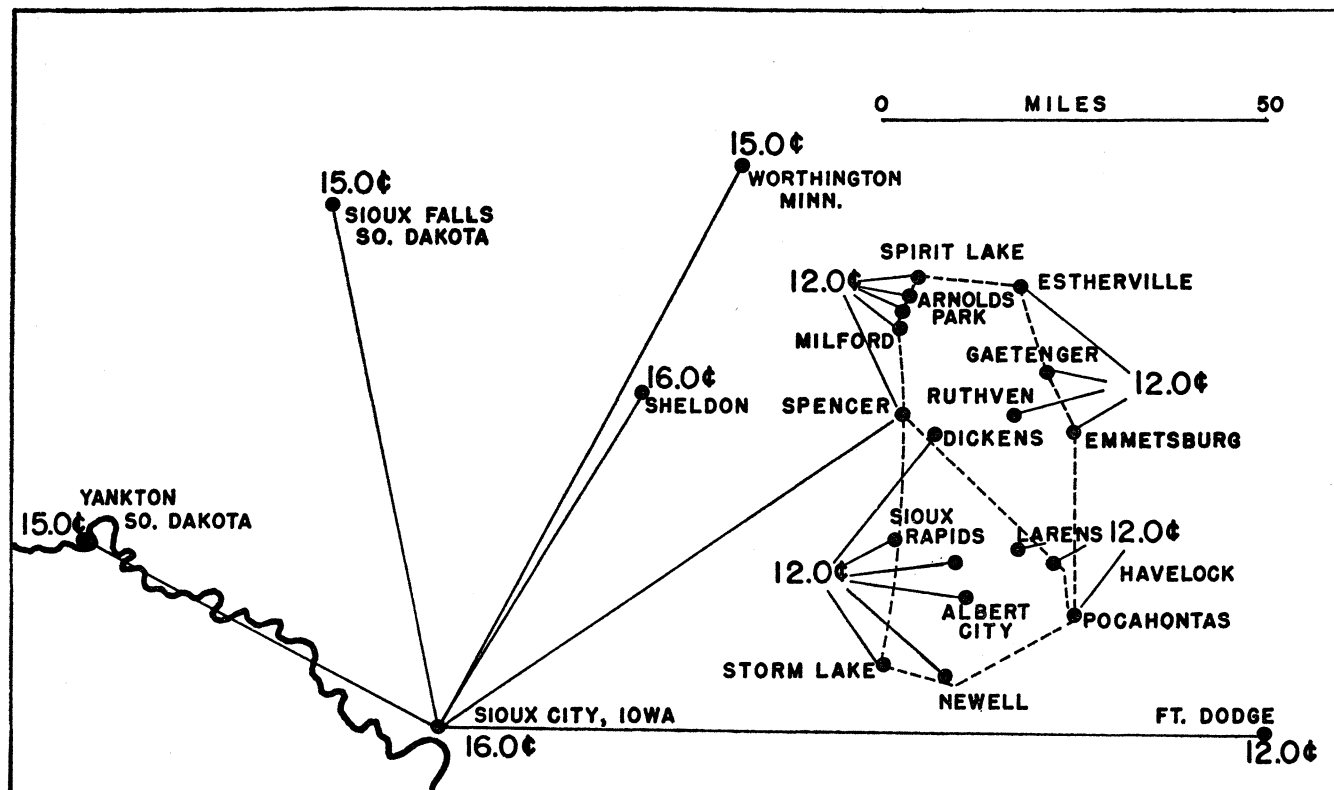 0 MILES 50
15.0¢
WORTHINGTON
MINN.
15.0¢
SIOUX FALLS
SO. DAKOTA
SPIRIT LAKE
12.0¢
ESTHERVILLE
ARNOLDS
PARK
MILFORD
GAETENGER
16.0¢
SHELDON
12.0¢
RUTHVEN
SPENCER
DICKENS
EMMETSBURG
YANKTON
SO. DAKOTA
15.0¢
SIOUX
RAPIDS
LARENS
12.0¢
12.0¢
HAVELOCK
ALBERT
CITY
POCAHONTAS
STORM LAKE
NEWELL
SIOUX CITY, IOWA
16.0¢
FT. DODGE
12.0¢